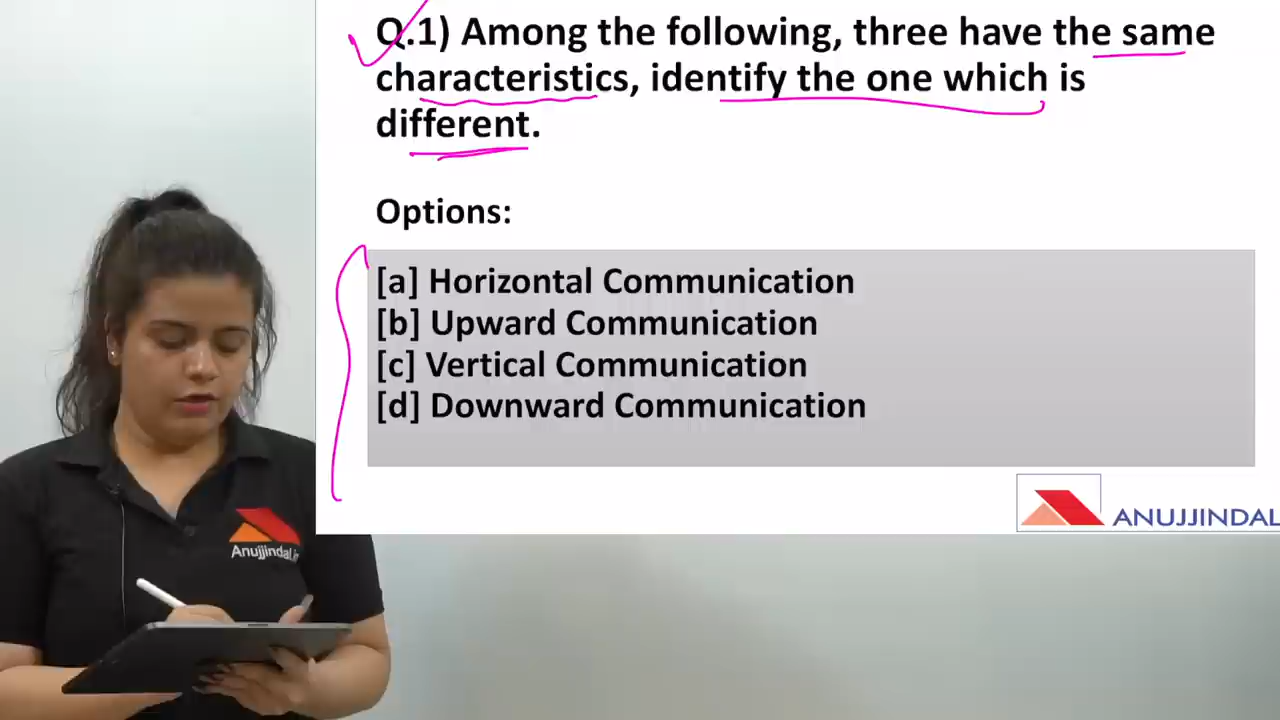 Q.1) Among the following, three have the same
characteristics, identify the one which is
different.
Options:
[a] Horizontal Communication
[b] Upward Communication
[c] Vertical Communication
[d] Downward Communication
ANUJJINDAL
Anujjindal.in